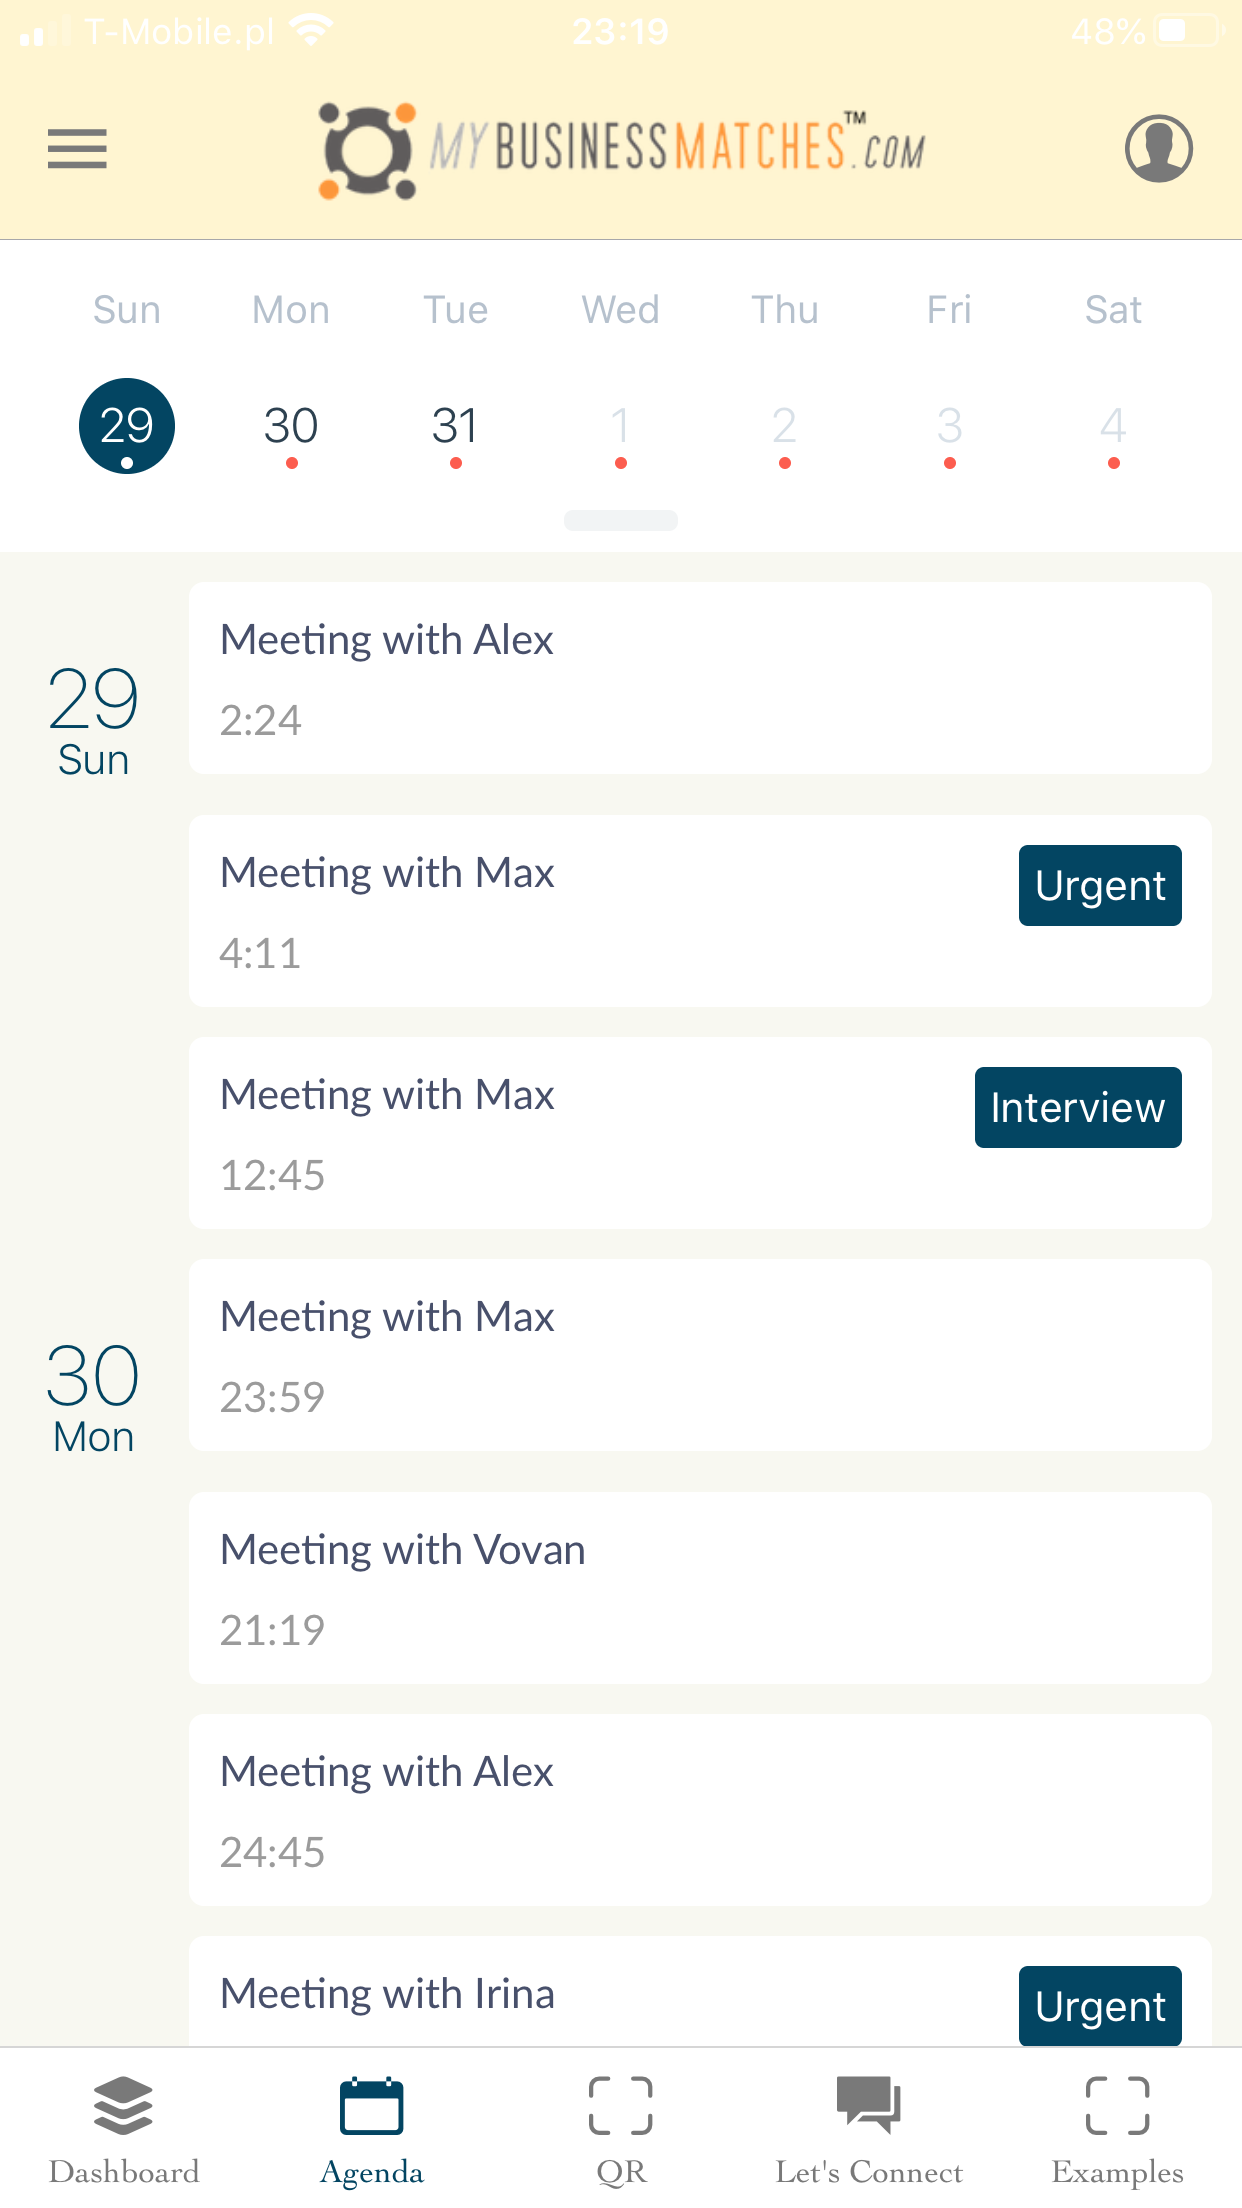 T-Mobile.pl 23:19 48%
MYBUSINESSMATCHES.COM™
Sun Mon Tue Wed Thu Fri Sat
29 30 31 1 2 3 4
29
Sun
Meeting with Alex
2:24
Meeting with Max
Urgent
4:11
Meeting with Max
Interview
12:45
30
Mon
Meeting with Max
23:59
Meeting with Vovan
21:19
Meeting with Alex
24:45
Meeting with Irina
Urgent
Dashboard Agenda QR Let's Connect Examples